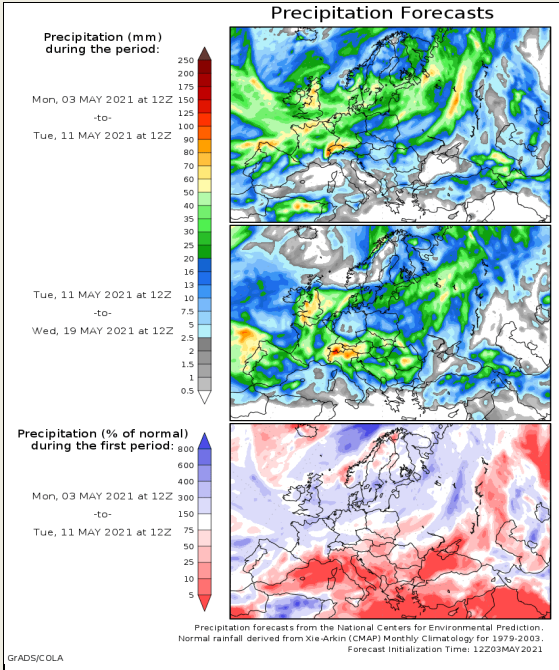 Precipitation Forecasts
Precipitation (mm)
during the period:
250
200
175
150
125
100
90
80
70
60
50
40
35
30
25
20
16
13
10
7.5
5
2.5
2
1.5
1
0.5
Mon, 03 MAY 2021 at 12Z
-to-
Tue, 11 MAY 2021 at 12Z
Tue, 11 MAY 2021 at 12Z
-to-
Wed, 19 MAY 2021 at 12Z
Precipitation (% of normal)
during the first period:
800
600
400
300
150
75
50
25
10
5
Mon, 03 MAY 2021 at 12Z
-to-
Tue, 11 MAY 2021 at 12Z
Precipitation forecasts from the National Centers for Environmental Prediction.
Normal rainfall derived from Xie-Arkin (CMAP) Monthly Climatology for 1979-2003.
Forecast Initialization Time: 12Z03MAY2021
GrADS/COLA